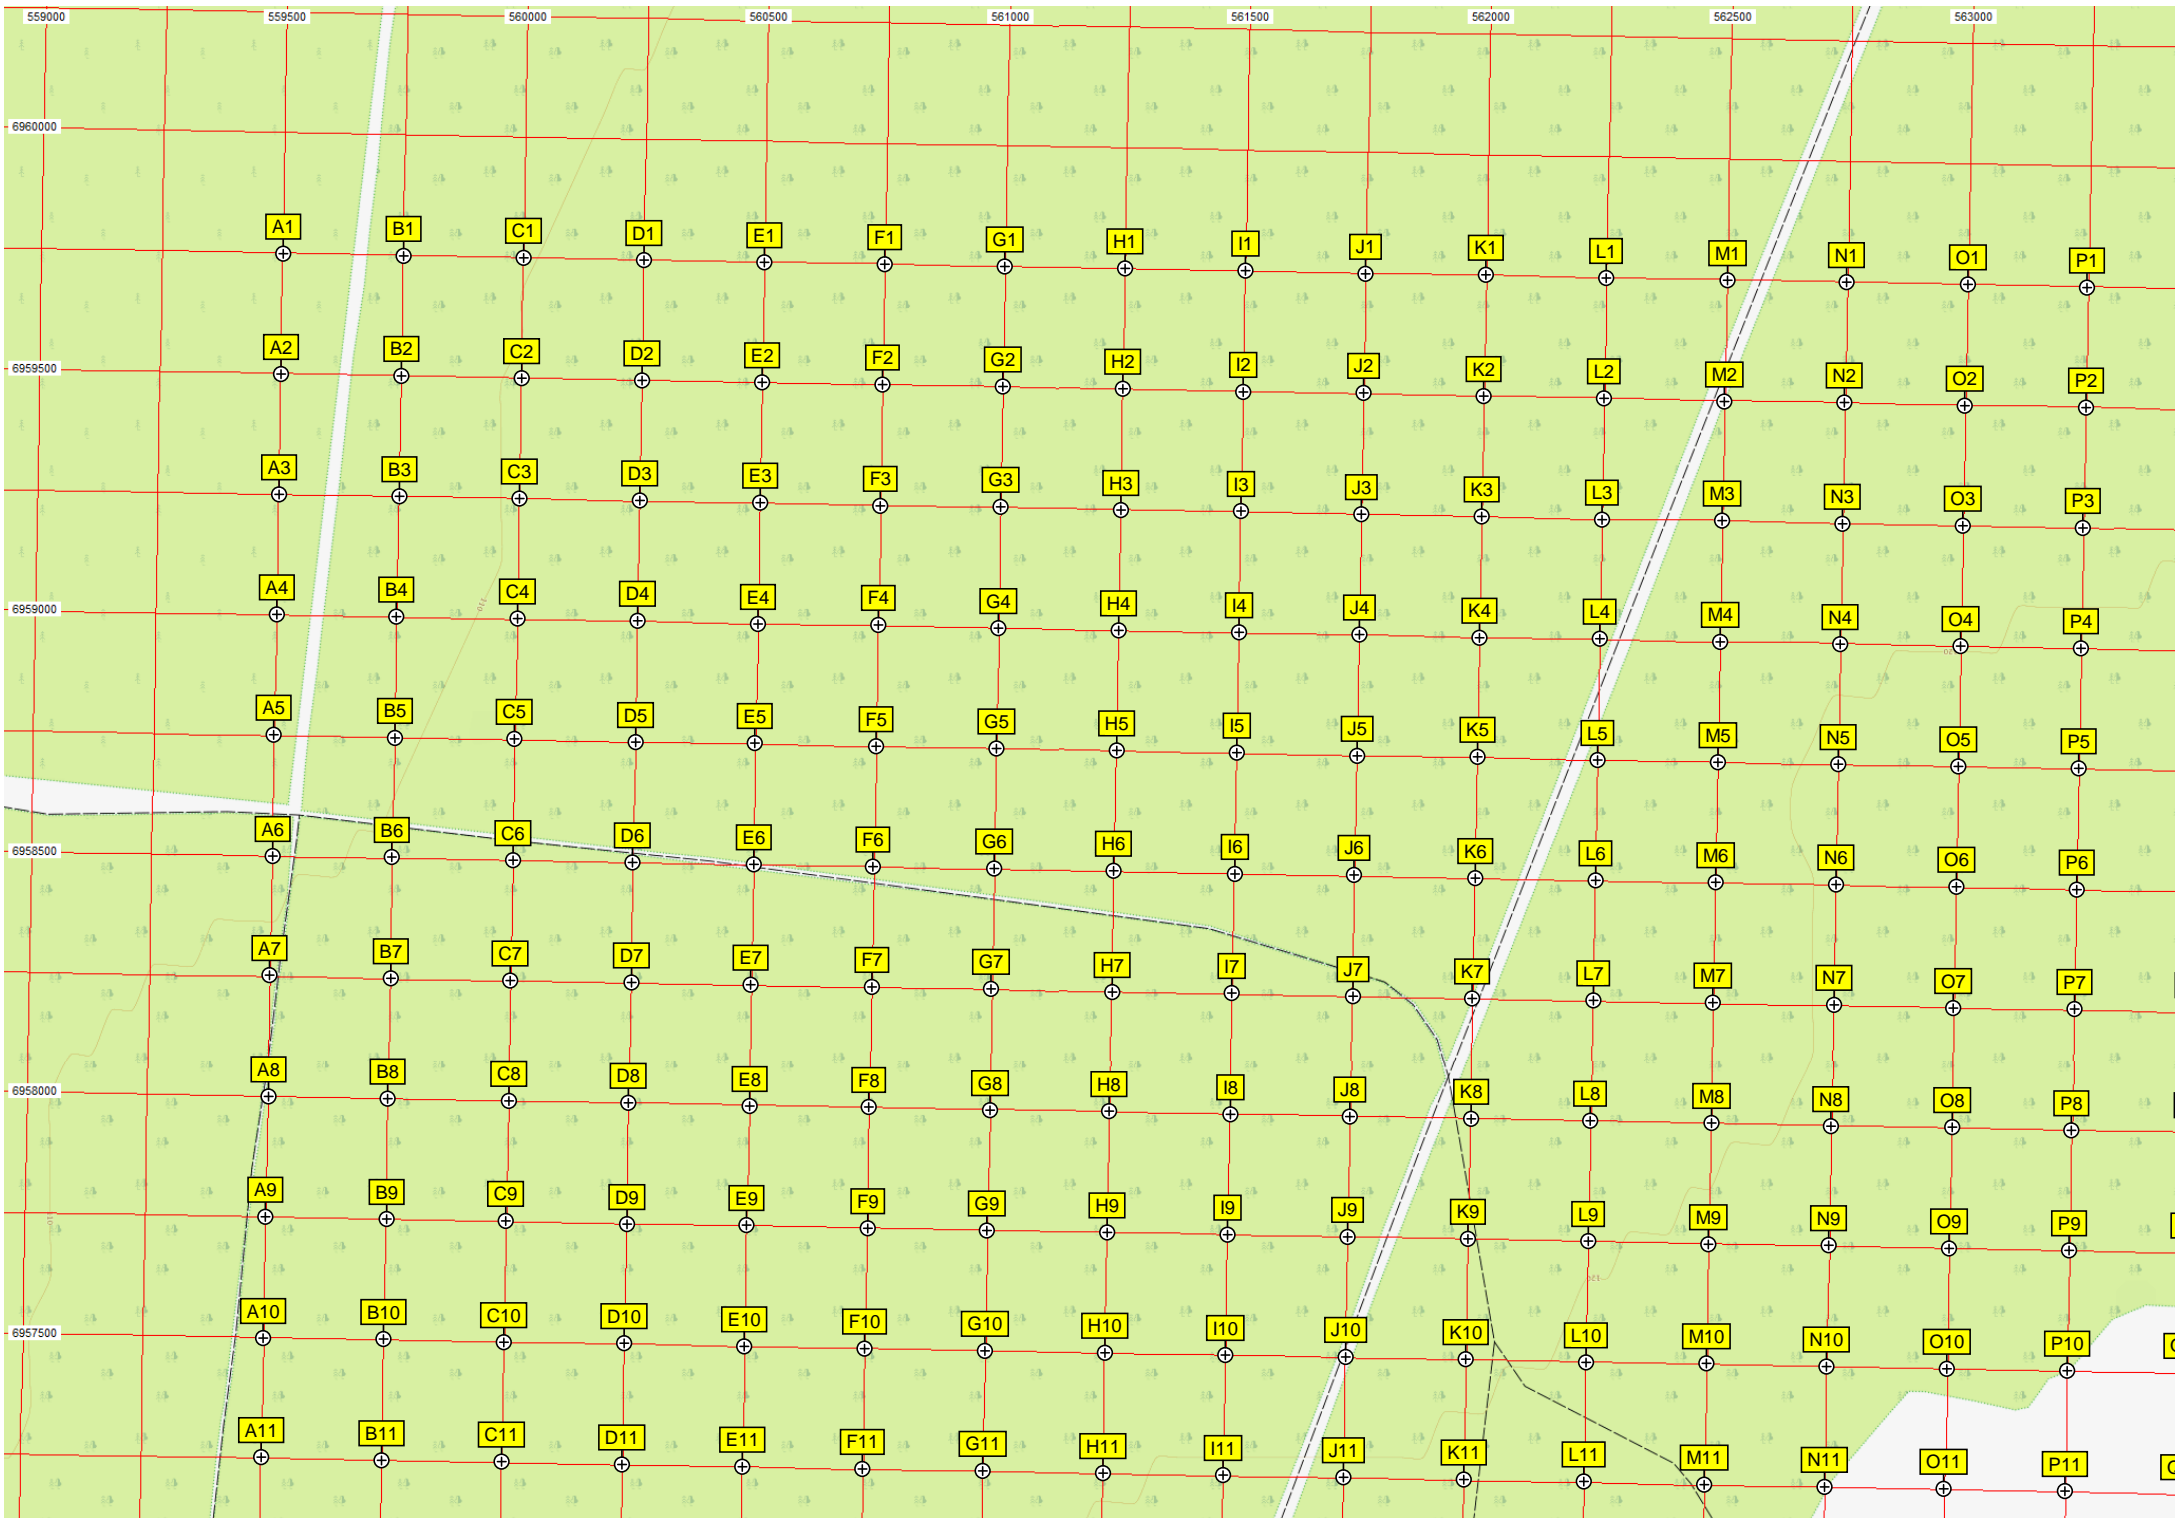 559000 559500 560000 560500 561000 561500 562000 562500 563000
6960000
A1 B1 C1 D1 E1 F1 G1 H1 I1 J1 K1 L1 M1 N1 O1 P1
A2 B2 C2 D2 E2 F2 G2 H2 I2 J2 K2 L2 M2 N2 O2 P2
6959500
A3 B3 C3 D3 E3 F3 G3 H3 I3 J3 K3 L3 M3 N3 O3 P3
A4 B4 C4 D4 E4 F4 G4 H4 I4 J4 K4 L4 M4 N4 O4 P4
6959000
110
120
A5 B5 C5 D5 E5 F5 G5 H5 I5 J5 K5 L5 M5 N5 O5 P5
A6 B6 C6 D6 E6 F6 G6 H6 I6 J6 K6 L6 M6 N6 O6 P6
6958500
A7 B7 C7 D7 E7 F7 G7 H7 I7 J7 K7 L7 M7 N7 O7 P7
A8 B8 C8 D8 E8 F8 G8 H8 I8 J8 K8 L8 M8 N8 O8 P8
6958000
A9 B9 C9 D9 E9 F9 G9 H9 I9 J9 K9 L9 M9 N9 O9 P9
110
120
A10 B10 C10 D10 E10 F10 G10 H10 I10 J10 K10 L10 M10 N10 O10 P10
6957500
A11 B11 C11 D11 E11 F11 G11 H11 I11 J11 K11 L11 M11 N11 O11 P11